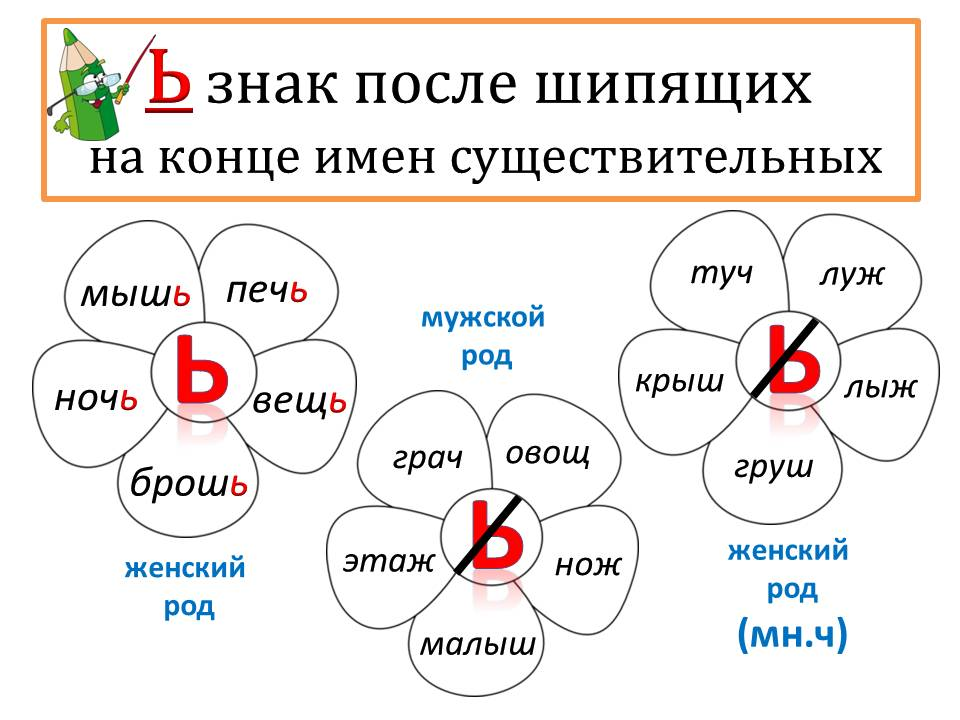 Ь знак после шипящих
на конце имен существительных
мышь
печь
ночь
Ь
вещь
брошь
женский
род
мужской
род
грач
овощ
этаж
Ь
нож
малыш
туч
луж
крыш
Ь
лыж
груш
женский
род
(мн.ч)